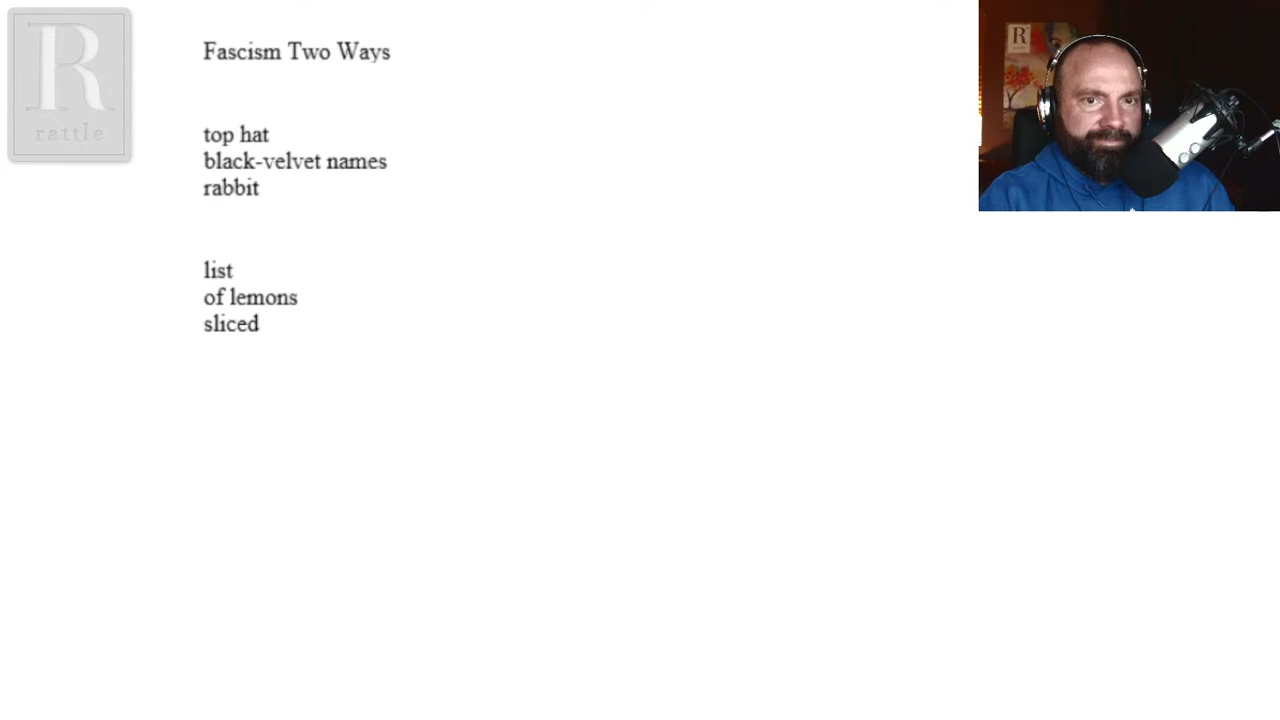 R
rattle
Fascism Two Ways
top hat
black-velvet names
rabbit
list
of lemons
sliced
R